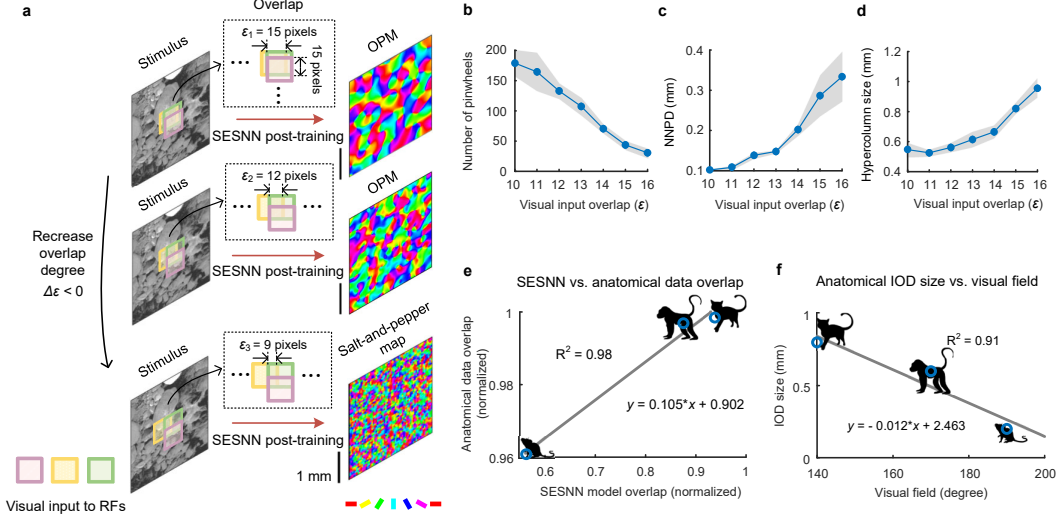 a
Overlap
Stimulus
ε1 = 15 pixels
15 pixels
OPM
SESNN post-training
Stimulus
ε2 = 12 pixels
OPM
SESNN post-training
Recrease
overlap
degree
Δε < 0
Stimulus
ε3 = 9 pixels
Salt-and-pepper
map
SESNN post-training
1 mm
Visual input to RFs
b
Number of pinwheels
200
150
100
50
0
10 11 12 13 14 15 16
Visual input overlap (ε)
c
NNPD (mm)
0.4
0.3
0.2
0.1
10 11 12 13 14 15 16
Visual input overlap (ε)
d
Hypercolumn size (mm)
1.2
1
0.8
0.6
0.4
10 11 12 13 14 15 16
Visual input overlap (ε)
e
SESNN vs. anatomical data overlap
Anatomical data overlap
(normalized)
1
0.98
0.96
R2 = 0.98
y = 0.105*x + 0.902
0.6 0.7 0.8 0.9 1
SESNN model overlap (normalized)
f
Anatomical IOD size vs. visual field
IOD size (mm)
1
0.5
0
R2 = 0.91
y = - 0.012*x + 2.463
140 160 180 200
Visual field (degree)